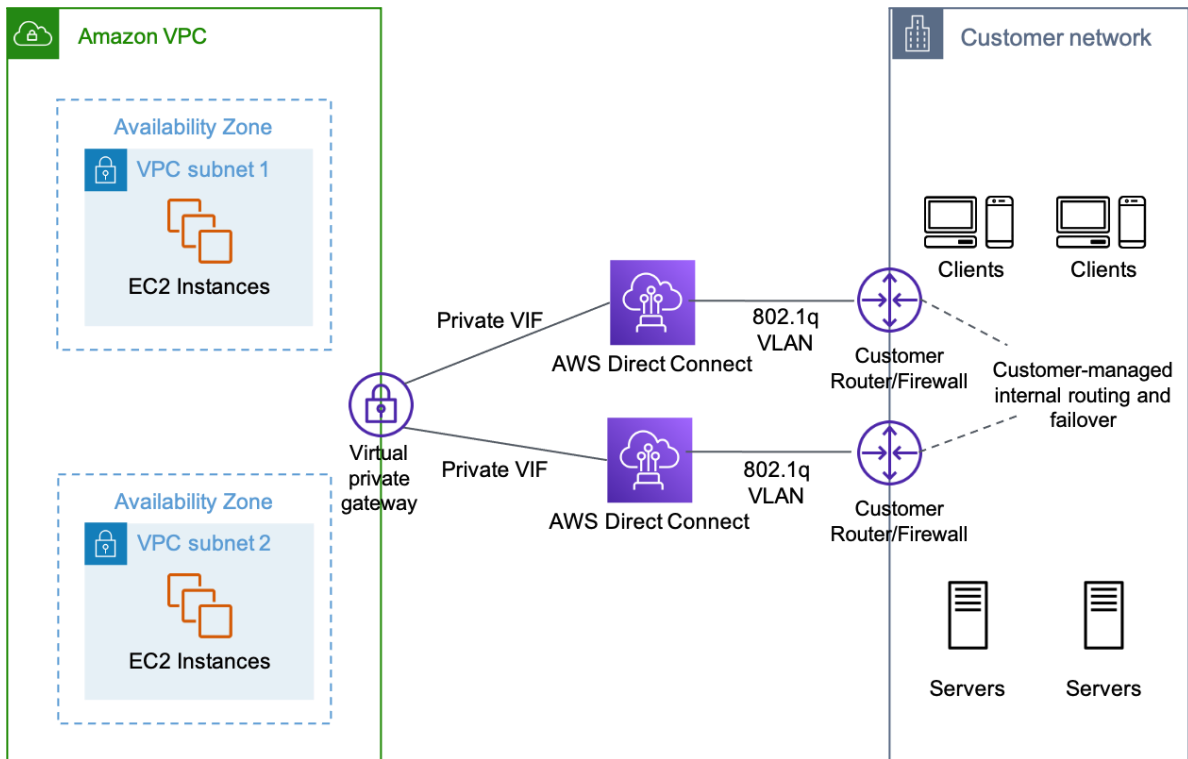 Amazon VPC
Customer network
Availability Zone
VPC subnet 1
EC2 Instances
Availability Zone
VPC subnet 2
EC2 Instances
Virtual
private
gateway
Private VIF
Private VIF
AWS Direct Connect
AWS Direct Connect
802.1q
VLAN
802.1q
VLAN
Customer
Router/Firewall
Customer
Router/Firewall
Clients
Clients
Customer-managed
internal routing and
failover
Servers
Servers